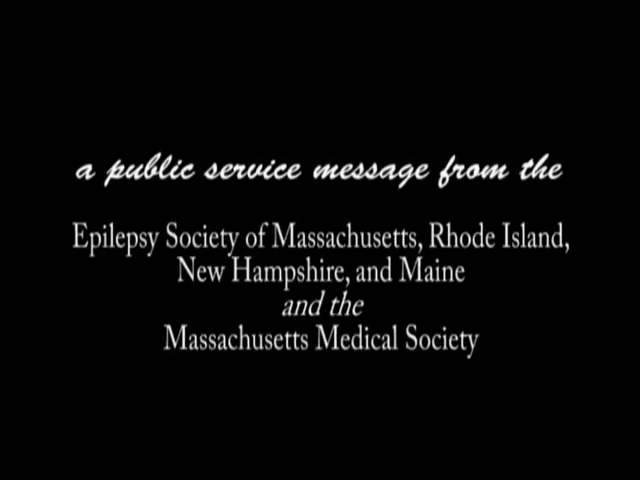 a public service message from the
Epilepsy Society of Massachusetts, Rhode Island,
New Hampshire, and Maine
and the
Massachusetts Medical Society